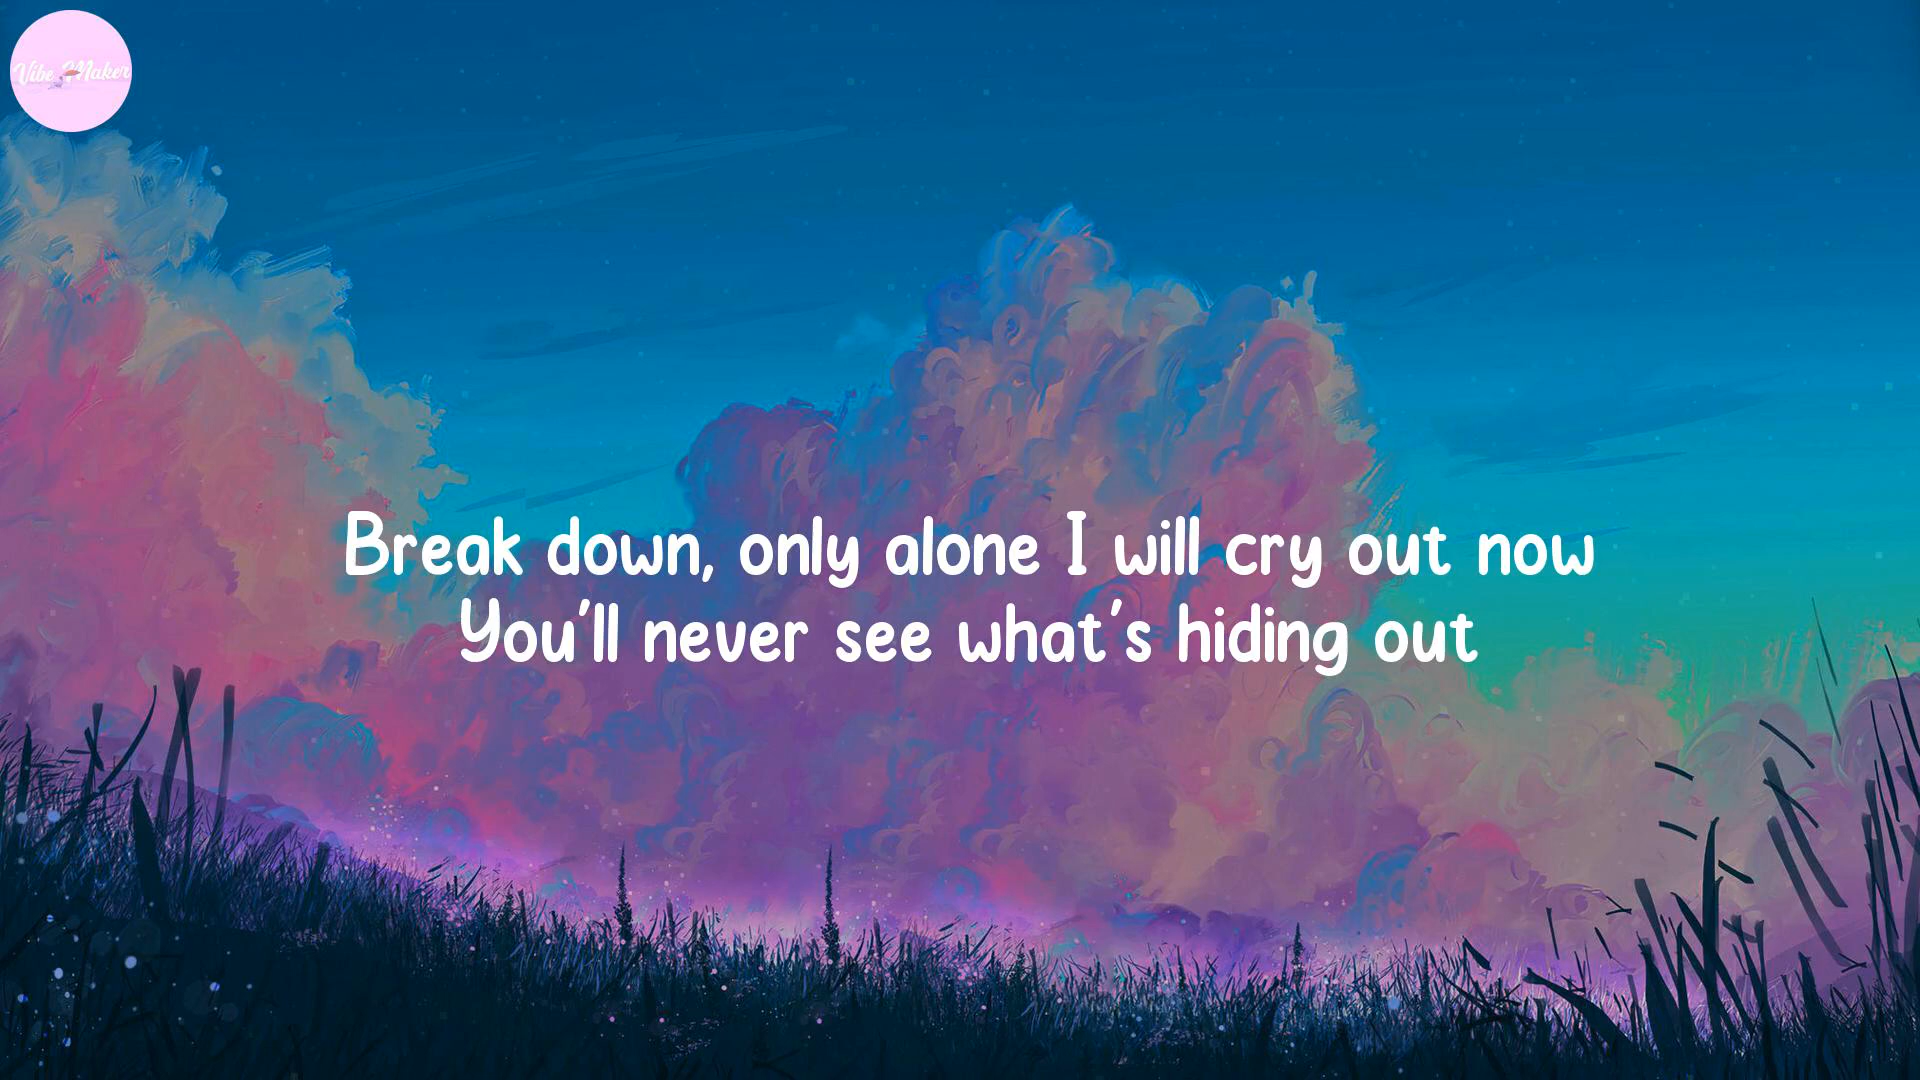 Vibe Maker
Break down, only alone I will cry out now
You'll never see what's hiding out